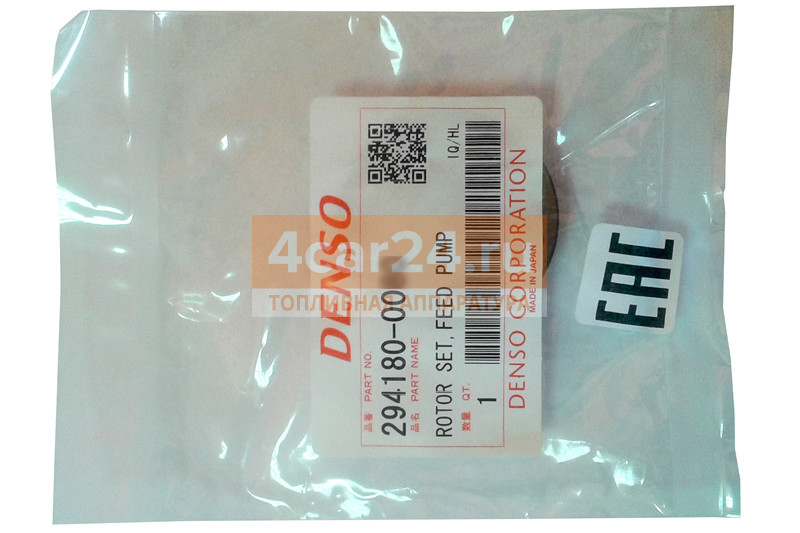 DENSO
品番 PART NO.
294180-00
品名 PART NAME
ROTOR SET, FEED PUMP
IQ/HL
数量 QT.
1
DENSO CORPORATION
MADE IN JAPAN
EAC
4car24.ru
ТОПЛИВНАЯ АППАРАТУРА